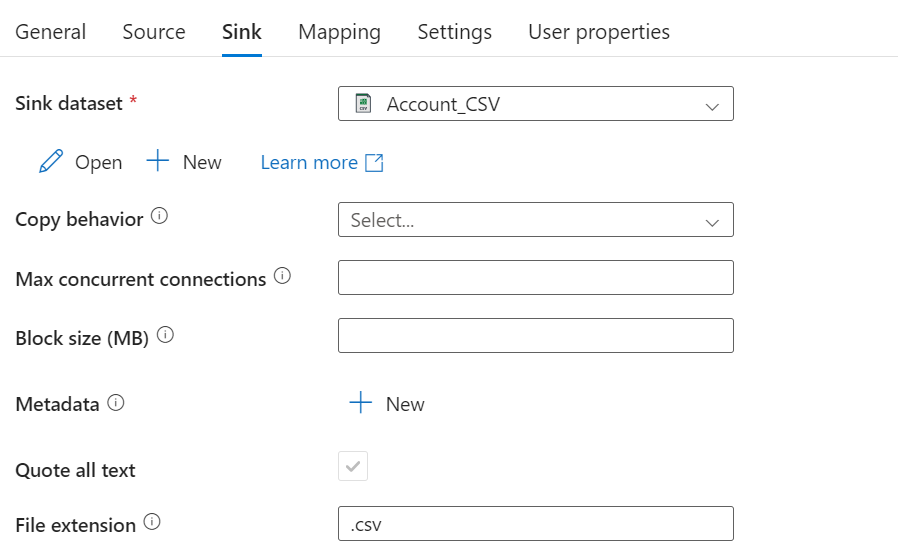 General Source Sink Mapping Settings User properties
Sink dataset * Account_CSV
Open New Learn more
Copy behavior Select...
Max concurrent connections
Block size (MB)
Metadata New
Quote all text
File extension .csv